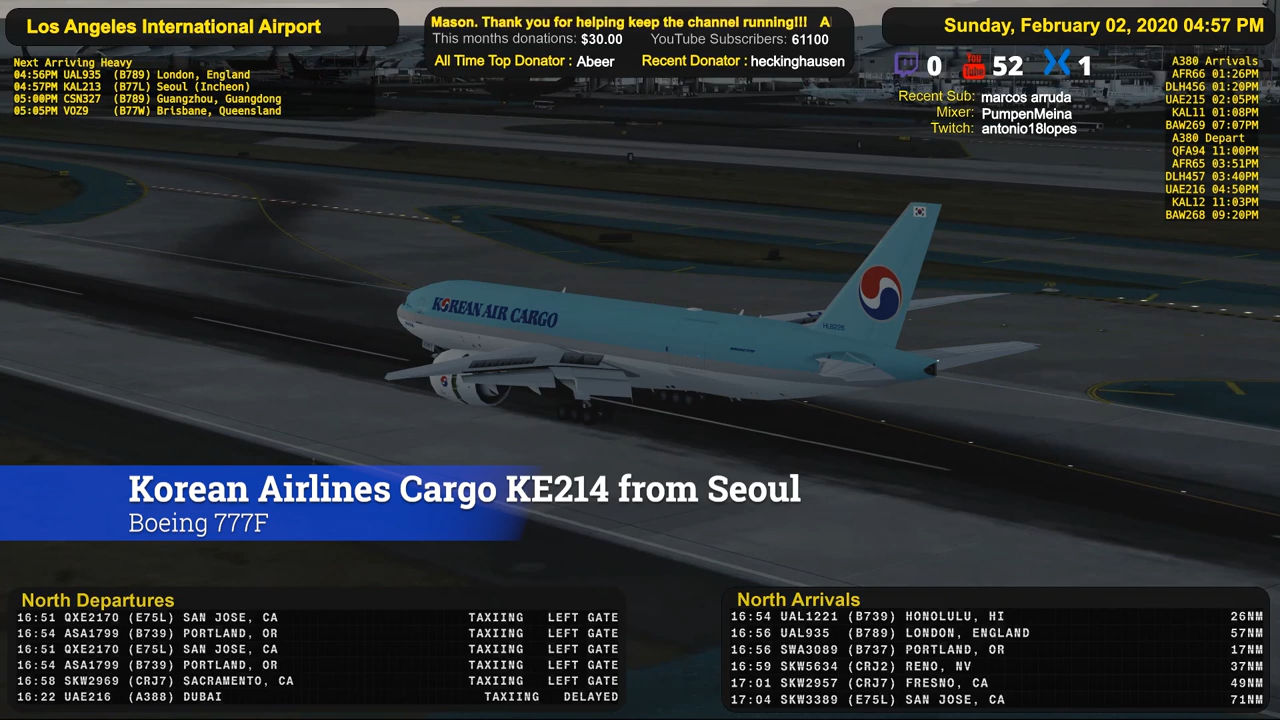 Los Angeles International Airport
Mason. Thank you for helping keep the channel running!!! A
This months donations: $30.00 YouTube Subscribers: 61100
All Time Top Donator : Abeer Recent Donator : heckinghausen
Sunday, February 02, 2020 04:57 PM
Next Arriving Heavy
04:56PM UAL935 (B789) London, England
04:57PM KAL213 (B77L) Seoul (Incheon)
05:00PM CSN327 (B789) Guangzhou, Guangdong
05:05PM VOZ9 (B77W) Brisbane, Queensland
0 You Tube 52 1
Recent Sub: marcos arruda
Mixer: PumpenMeina
Twitch: antonio18lopes
A380 Arrivals
AFR66 01:26PM
DLH456 01:20PM
UAE215 02:05PM
KAL11 01:08PM
BAW269 07:07PM
A380 Depart
QFA94 11:00PM
AFR65 03:51PM
DLH457 03:40PM
UAE216 04:50PM
KAL12 11:03PM
BAW268 09:20PM
KOREAN AIR CARGO
Korean Airlines Cargo KE214 from Seoul
Boeing 777F
North Departures
16:51 QXE2170 (E75L) SAN JOSE, CA TAXIING LEFT GATE
16:54 ASA1799 (B739) PORTLAND, OR TAXIING LEFT GATE
16:51 QXE2170 (E75L) SAN JOSE, CA TAXIING LEFT GATE
16:54 ASA1799 (B739) PORTLAND, OR TAXIING LEFT GATE
16:58 SKW2969 (CRJ7) SACRAMENTO, CA TAXIING LEFT GATE
16:22 UAE216 (A388) DUBAI TAXIING DELAYED
North Arrivals
16:54 UAL1221 (B739) HONOLULU, HI 26NM
16:56 UAL935 (B789) LONDON, ENGLAND 57NM
16:56 SWA3089 (B737) PORTLAND, OR 17NM
16:59 SKW5634 (CRJ2) RENO, NV 37NM
17:01 SKW2957 (CRJ7) FRESNO, CA 49NM
17:04 SKW3389 (E75L) SAN JOSE, CA 71NM